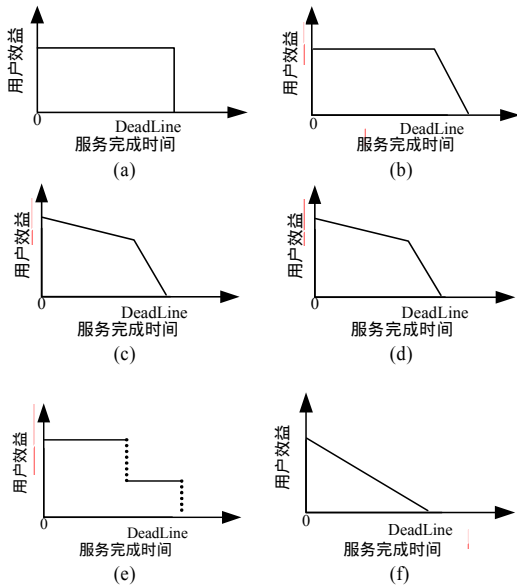 用户效益
0
DeadLine
服务完成时间
(a)
用户效益
0
DeadLine
服务完成时间
(b)
用户效益
0
DeadLine
服务完成时间
(c)
用户效益
0
DeadLine
服务完成时间
(d)
用户效益
0
DeadLine
服务完成时间
(e)
用户效益
0
DeadLine
服务完成时间
(f)